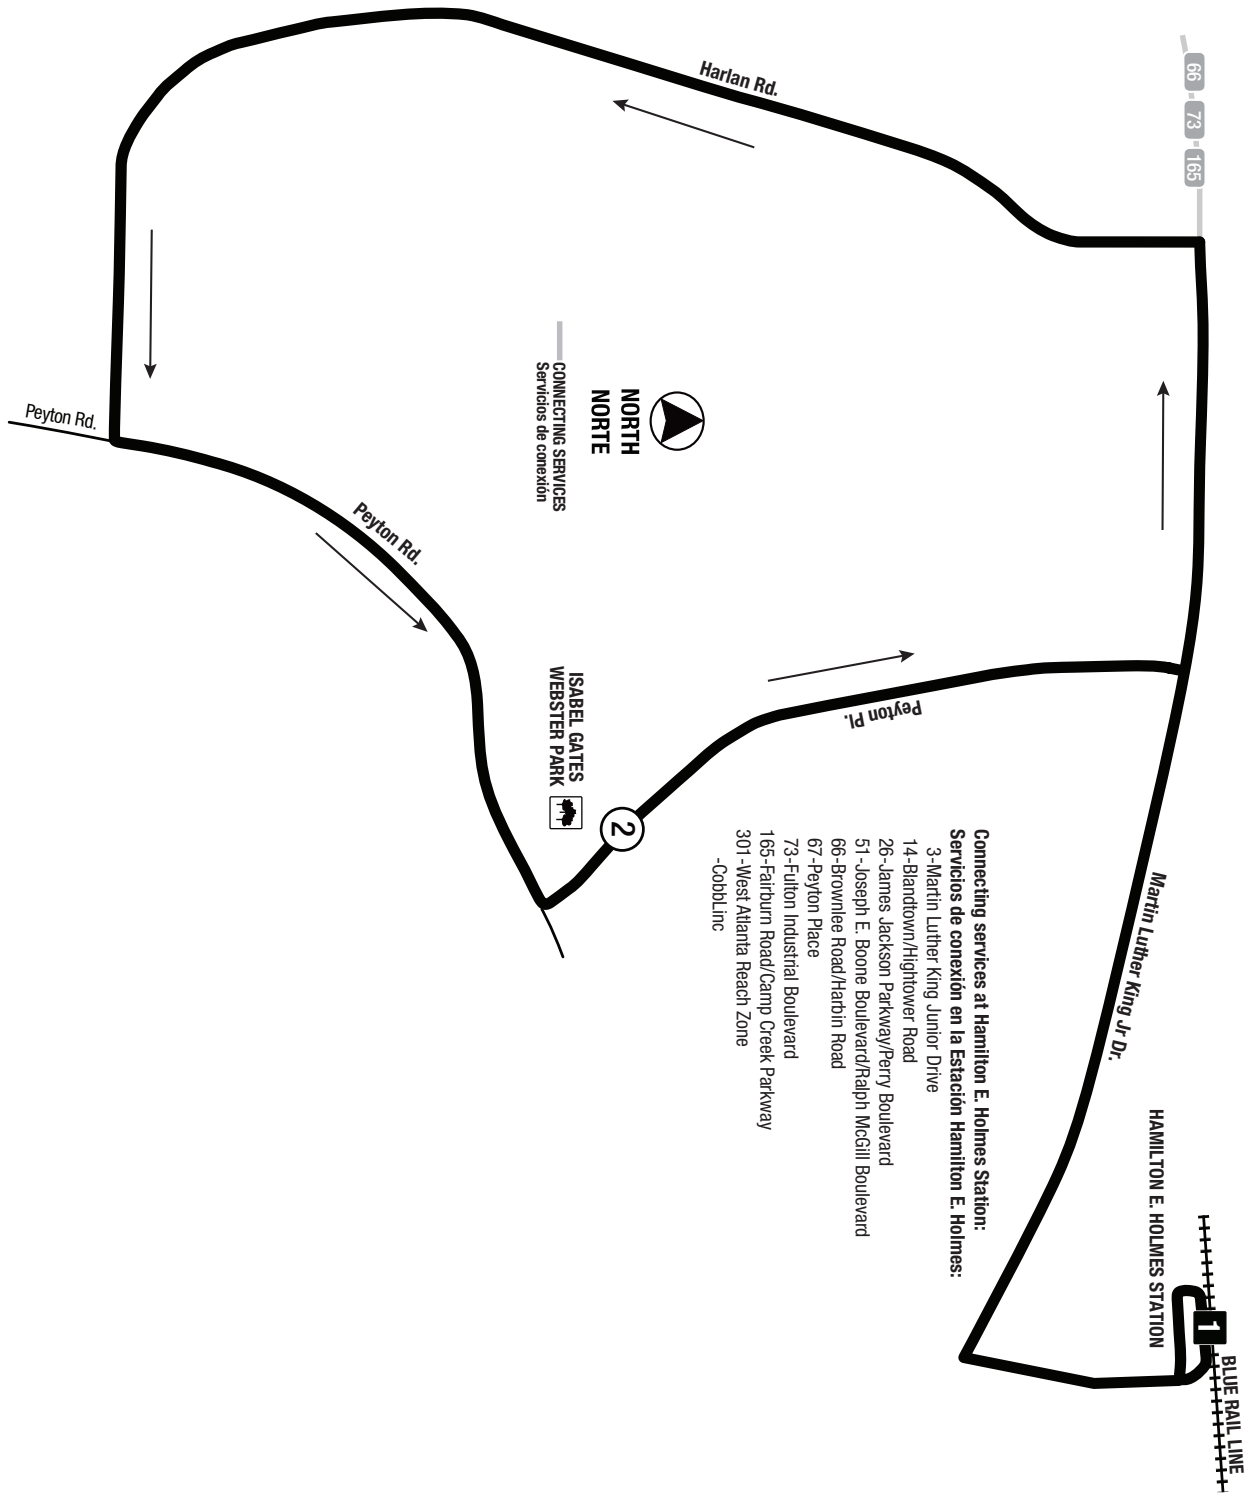 66
73
165
Harlan Rd.
Peyton Rd.
Peyton Rd.
NORTH
NORTE
CONNECTING SERVICES
Servicios de conexión
ISABEL GATES
WEBSTER PARK
2
Peyton Pl.
Martin Luther King Jr Dr.
HAMILTON E. HOLMES STATION
1
BLUE RAIL LINE
Connecting services at Hamilton E. Holmes Station:
Servicios de conexión en la Estación Hamilton E. Holmes:
3-Martin Luther King Junior Drive
14-Blandtown/Hightower Road
26-James Jackson Parkway/Perry Boulevard
51-Joseph E. Boone Boulevard/Ralph McGill Boulevard
66-Brownlee Road/Harbin Road
67-Peyton Place
73-Fulton Industrial Boulevard
165-Fairburn Road/Camp Creek Parkway
301-West Atlanta Reach Zone
-CobbLinc